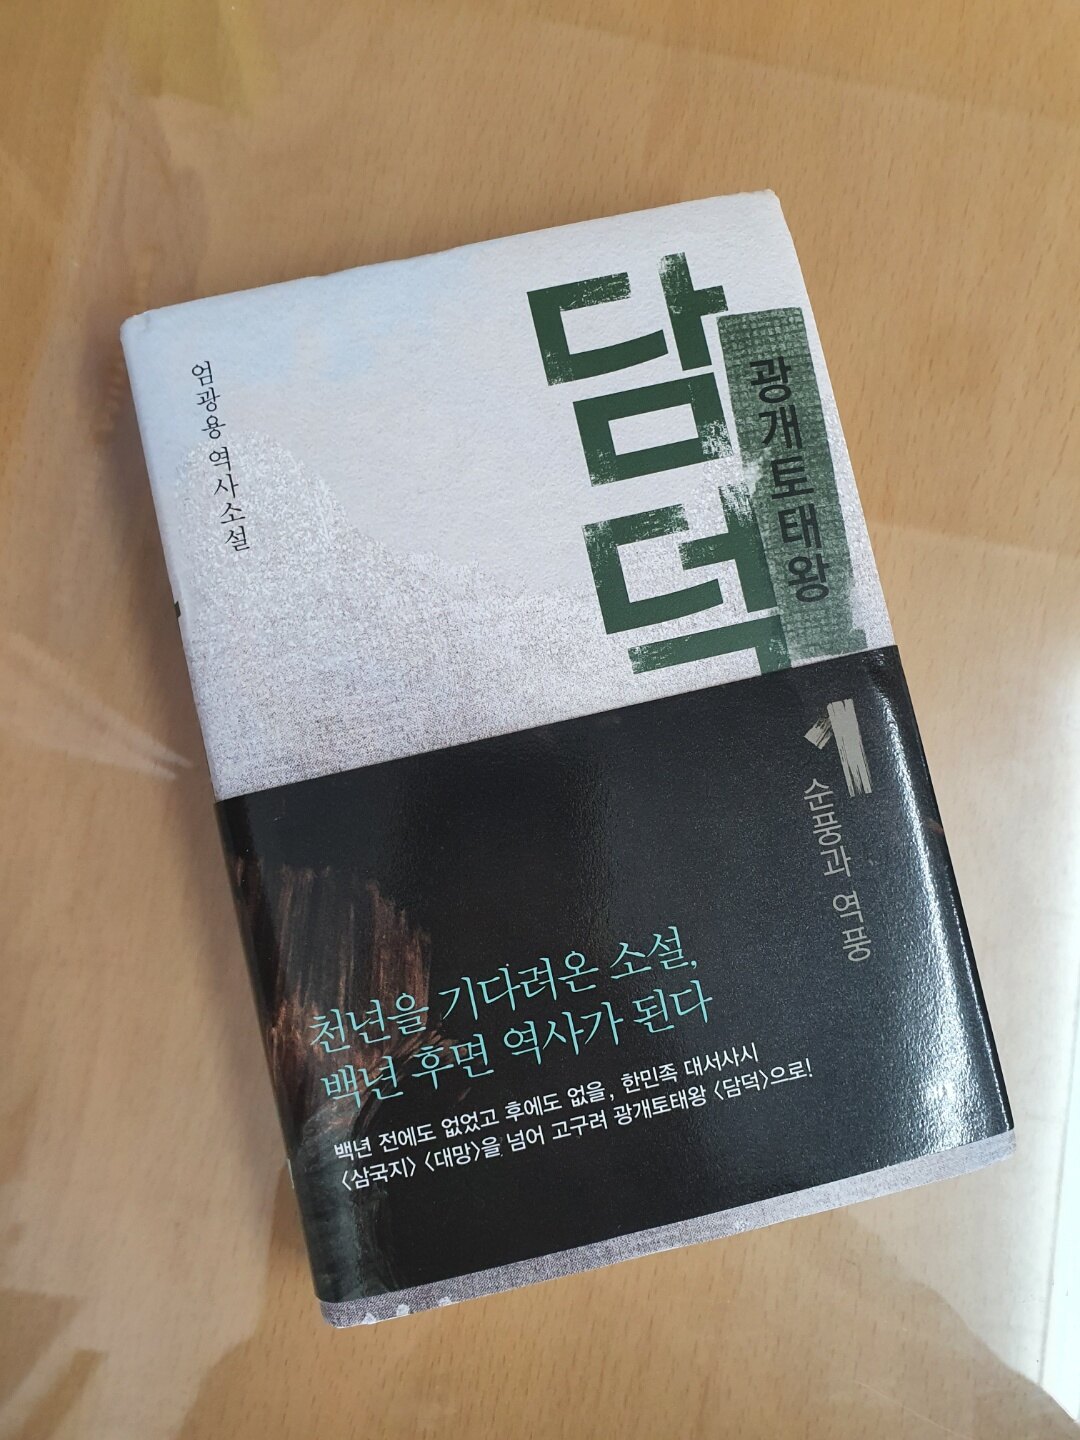 엄광용 역사소설
담덕
광개토태왕
1
순풍과 역풍
천년을 기다려온 소설,
백년 후면 역사가 된다
백년 전에도 없었고 후에도 없을, 한민족 대서사시
〈삼국지〉 〈대망〉을 넘어 고구려 광개토태왕 〈담덕〉으로!